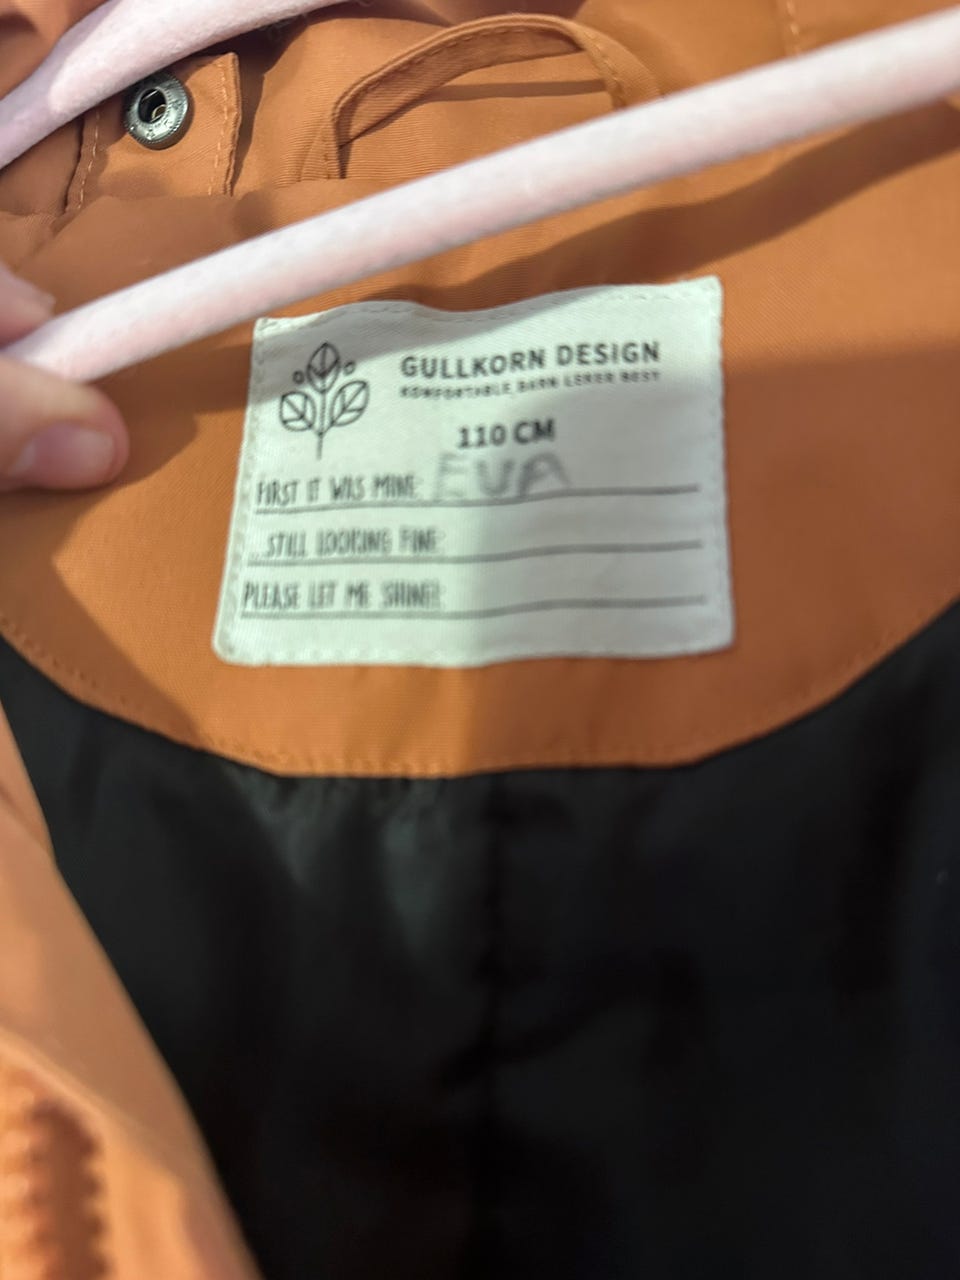 GULLKORN DESIGN
KOMFORTABLE BARN LEKER BEST
110 CM
FIRST IT WAS MINE: EVA
...STILL LOOKING FINE:
PLEASE LET ME SHINE!: